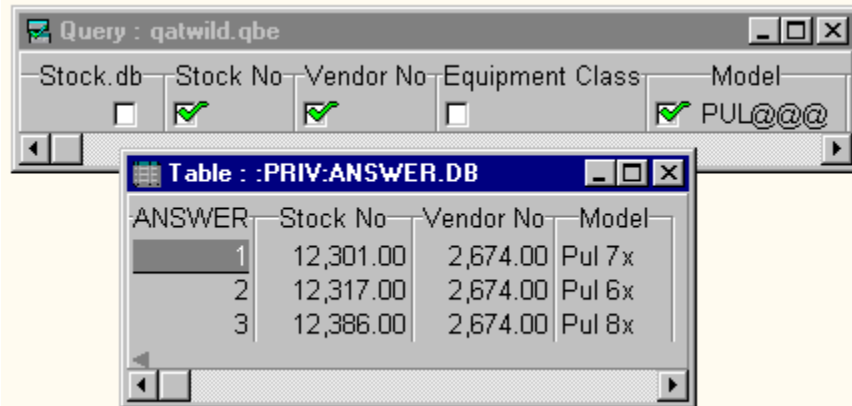 Query : qatwild.qbe
Stock.db Stock No Vendor No Equipment Class Model
PUL@@@
Table : :PRIV:ANSWER.DB
ANSWER Stock No Vendor No Model
1 12,301.00 2,674.00 Pul 7x
2 12,317.00 2,674.00 Pul 6x
3 12,386.00 2,674.00 Pul 8x